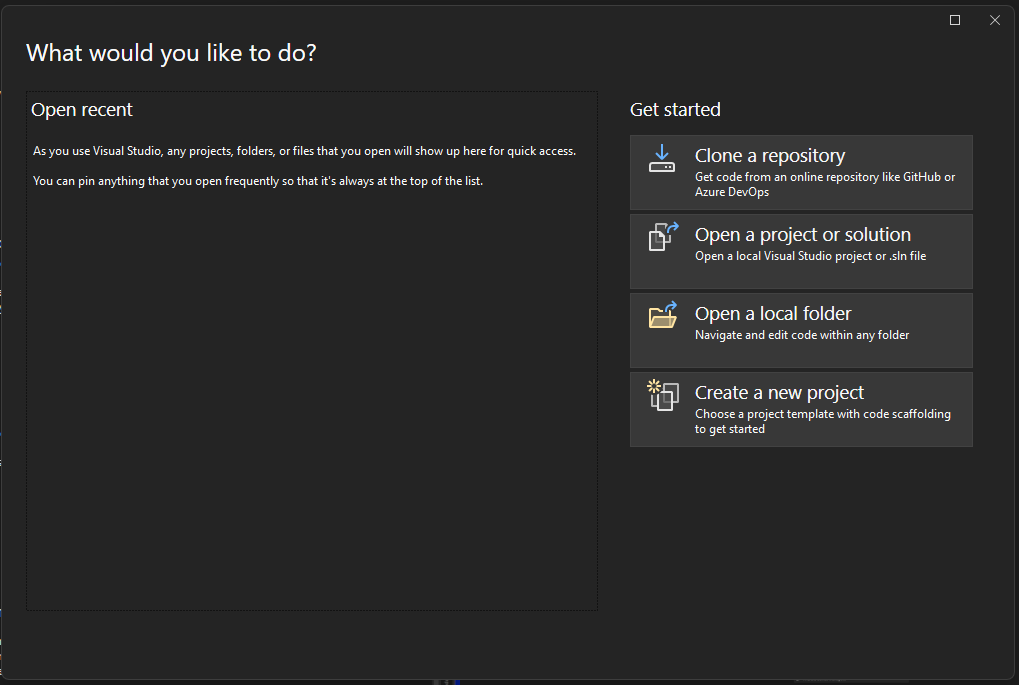 What would you like to do?
Open recent
As you use Visual Studio, any projects, folders, or files that you open will show up here for quick access.
You can pin anything that you open frequently so that it's always at the top of the list.
Get started
Clone a repository
Get code from an online repository like GitHub or
Azure DevOps
Open a project or solution
Open a local Visual Studio project or .sln file
Open a local folder
Navigate and edit code within any folder
Create a new project
Choose a project template with code scaffolding
to get started